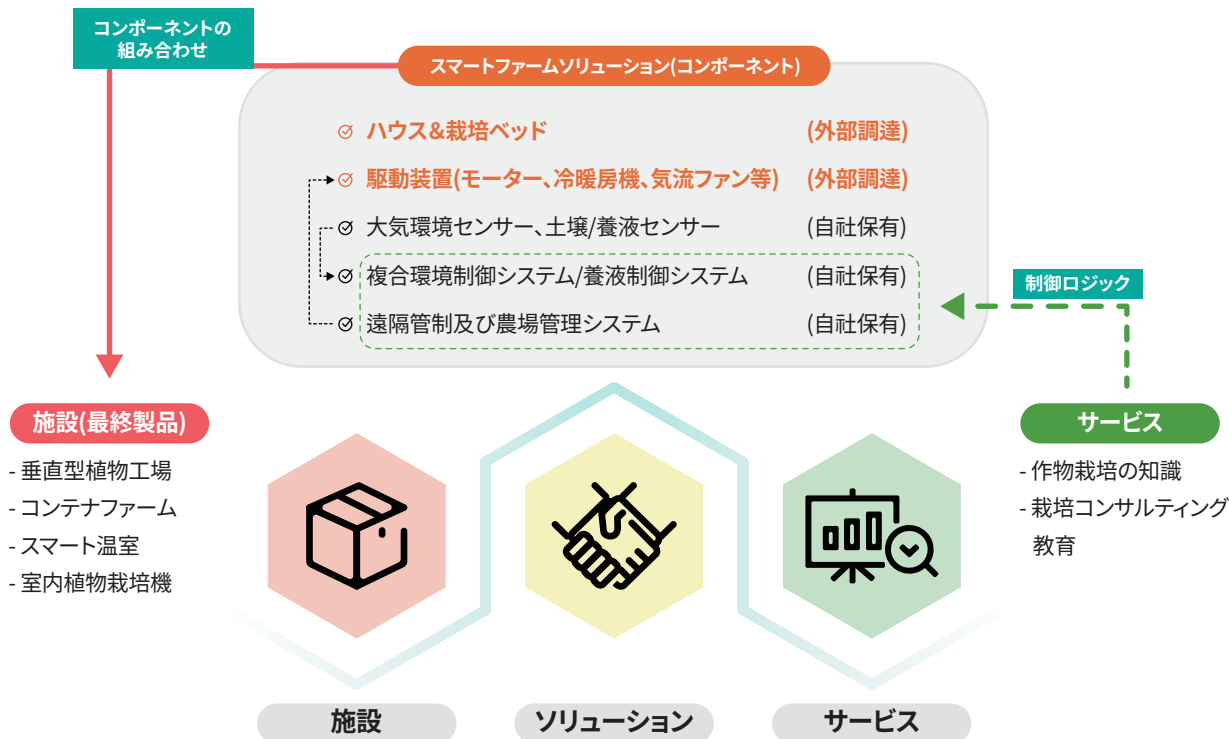 コンポーネントの
組み合わせ
スマートファームソリューション(コンポーネント)
ハウス&栽培ベッド (外部調達)
駆動装置(モーター、冷暖房機、気流ファン等) (外部調達)
大気環境センサー、土壌/養液センサー (自社保有)
複合環境制御システム/養液制御システム (自社保有)
遠隔管制及び農場管理システム (自社保有)
制御ロジック
施設(最終製品)
- 垂直型植物工場
- コンテナファーム
- スマート温室
- 室内植物栽培機
サービス
- 作物栽培の知識
- 栽培コンサルティング
教育
施設
ソリューション
サービス